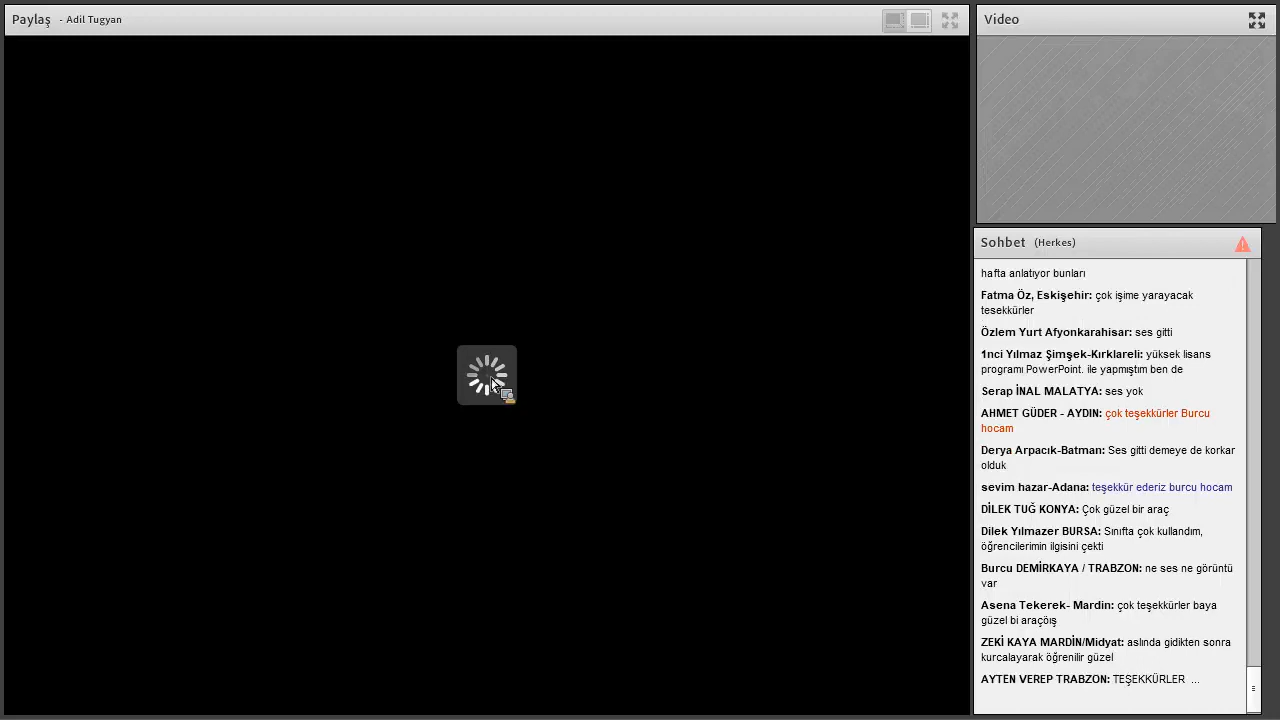 Paylaş - Adil Tugyan
Video
Sohbet (Herkes)
hafta anlatıyor bunları
Fatma Öz, Eskişehir: çok işime yarayacak
tesekkürler
Özlem Yurt Afyonkarahisar: ses gitti
1nci Yılmaz Şimşek-Kırklareli: yüksek lisans
programı PowerPoint. ile yapmıştım ben de
Serap İNAL MALATYA: ses yok
AHMET GÜDER - AYDIN: çok teşekkürler Burcu
hocam
Derya Arpacık-Batman: Ses gitti demeye de korkar
olduk
sevim hazar-Adana: teşekkür ederiz burcu hocam
DİLEK TUĞ KONYA: Çok güzel bir araç
Dilek Yılmazer BURSA: Sınıfta çok kullandım,
öğrencilerimin ilgisini çekti
Burcu DEMİRKAYA / TRABZON: ne ses ne görüntü
var
Asena Tekerek- Mardin: çok teşekkürler baya
güzel bi araçöış
ZEKİ KAYA MARDİN/Midyat: aslında gidikten sonra
kurcalayarak öğrenilir güzel
AYTEN VEREP TRABZON: TEŞEKKÜRLER ...